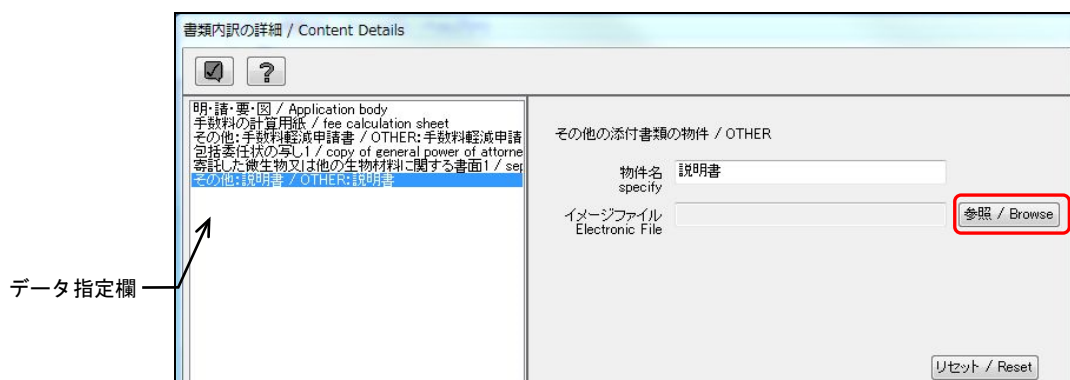 書類内訳の詳細 / Content Details
?
明・請・要・図 / Application body
手数料の計算用紙 / fee calculation sheet
その他:手数料軽減申請書 / OTHER:手数料軽減申請
包括委任状の写し1 / copy of general power of attorne
寄託した微生物又は他の生物材料に関する書面1 / sep
その他:説明書 / OTHER:説明書
データ指定欄
その他の添付書類の物件 / OTHER
物件名 説明書
specify
イメージファイル 参照 / Browse
Electronic File
リセット / Reset